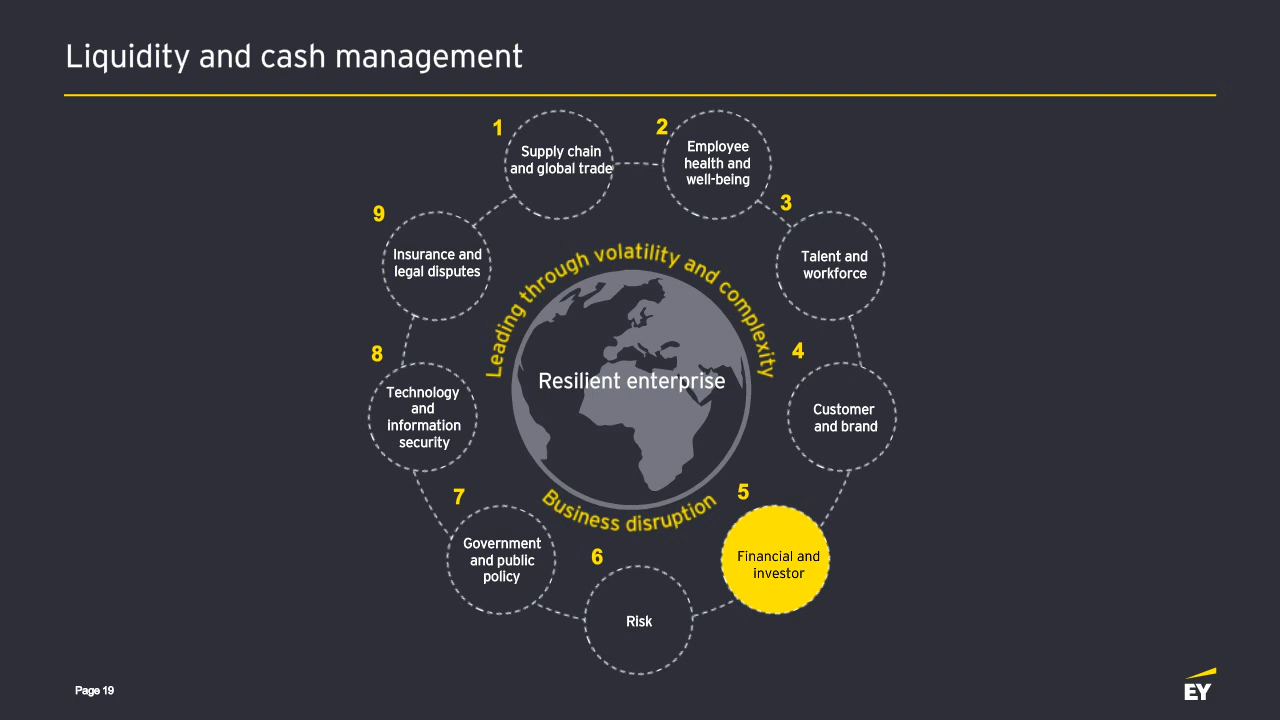 Liquidity and cash management
1
Supply chain
and global trade
2
Employee
health and
well-being
3
Talent and
workforce
4
Customer
and brand
5
Financial and
investor
6
Risk
7
Government
and public
policy
8
Technology
and
information
security
9
Insurance and
legal disputes
Leading through volatility and complexity
Resilient enterprise
Business disruption
Page 19
EY